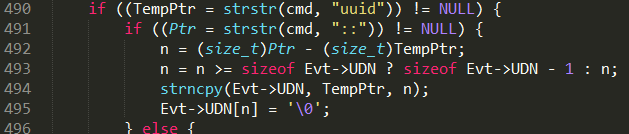 490 if ((TempPtr = strstr(cmd, "uuid")) != NULL) {
491 if ((Ptr = strstr(cmd, "::")) != NULL) {
492 n = (size_t)Ptr - (size_t)TempPtr;
493 n = n >= sizeof Evt->UDN ? sizeof Evt->UDN - 1 : n;
494 strncpy(Evt->UDN, TempPtr, n);
495 Evt->UDN[n] = '\0';
496 } else {